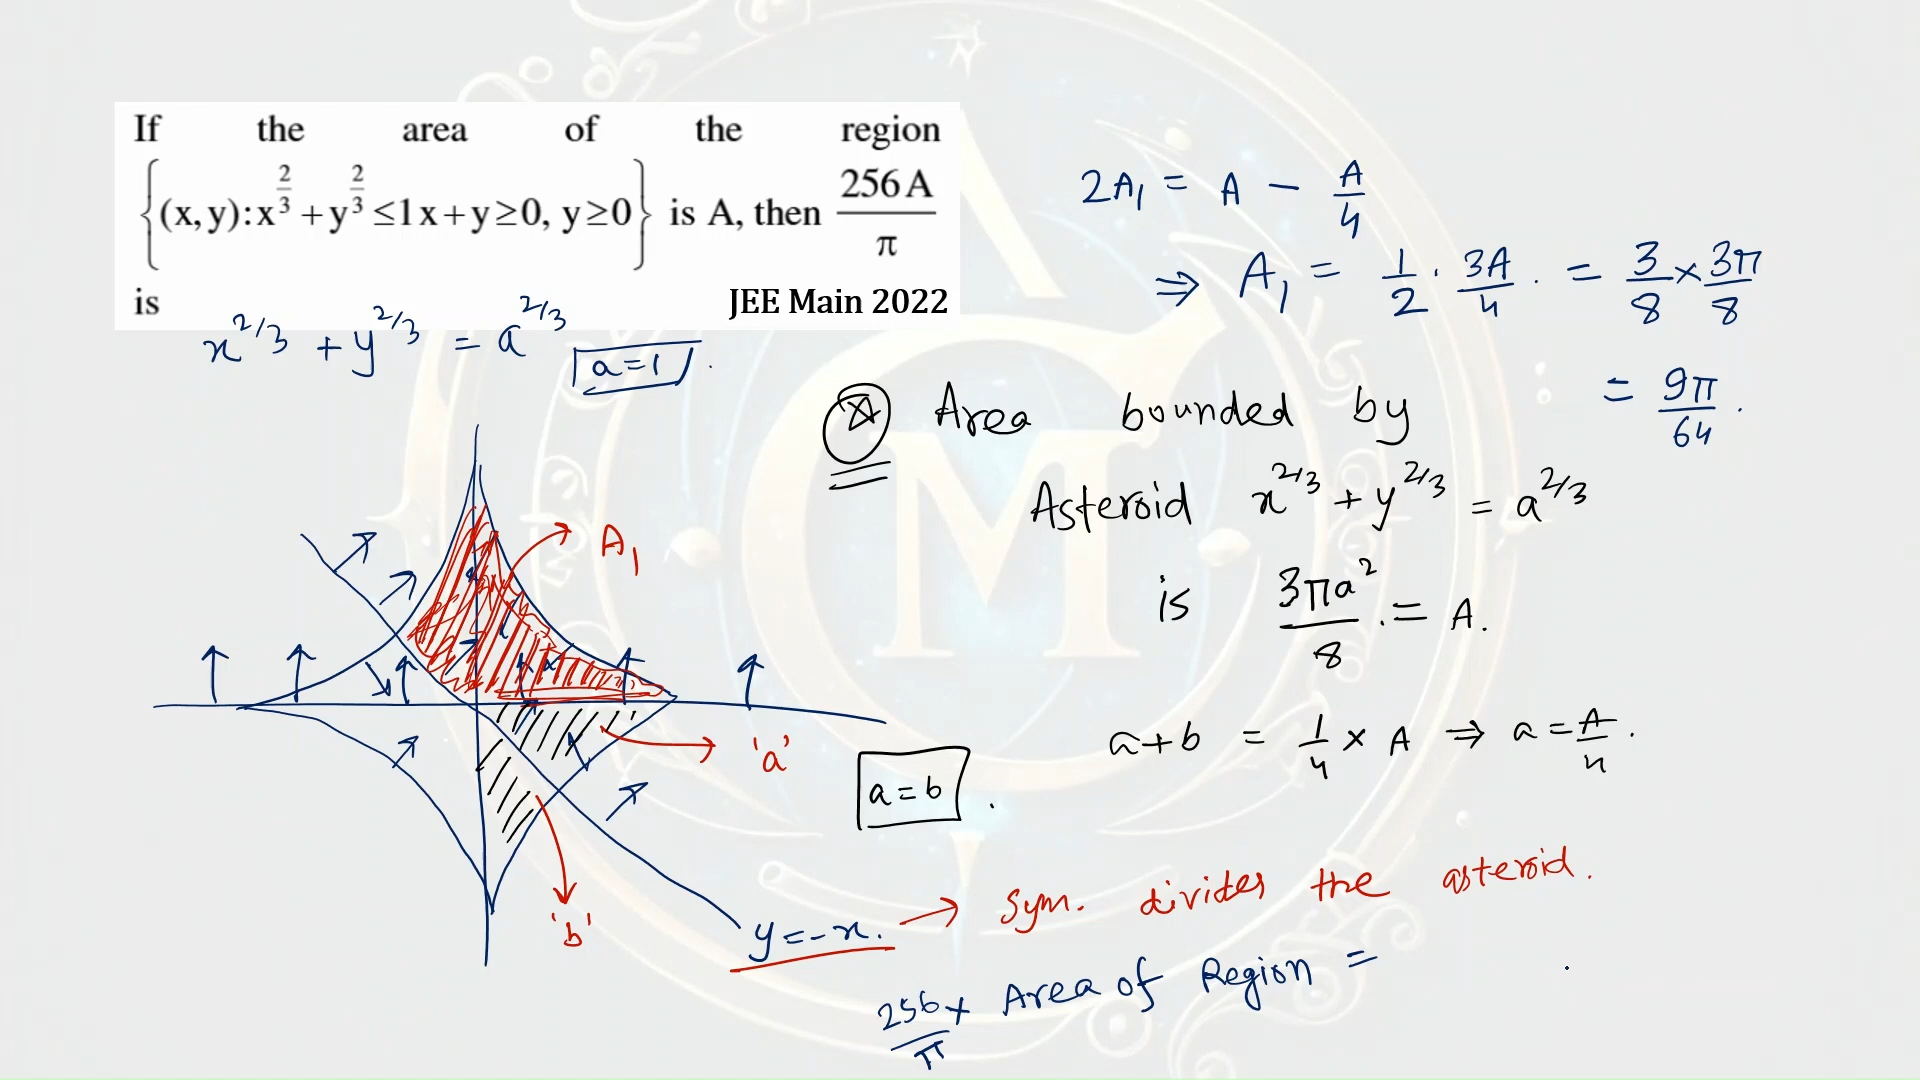 If the area of the region
{(x,y):x^{2/3}+y^{2/3}≤1x+y≥0, y≥0} is A, then 256A/π
is
JEE Main 2022
x^{2/3} + y^{2/3} = a^{2/3}
a=1 .
A₁
'a'
'b'
y=-x. → Sym. divides the asteroid.
2A₁ = A - A/4
⇒ A₁ = 1/2 . 3A/4 . = 3/8 × 3π/8
= 9π/64 .
Area bounded by
Asteroid x^{2/3} + y^{2/3} = a^{2/3}
is 3πa²/8 . = A.
a+b = 1/4 × A ⇒ a = A/4 .
a=b .
256/π × Area of Region =
CM